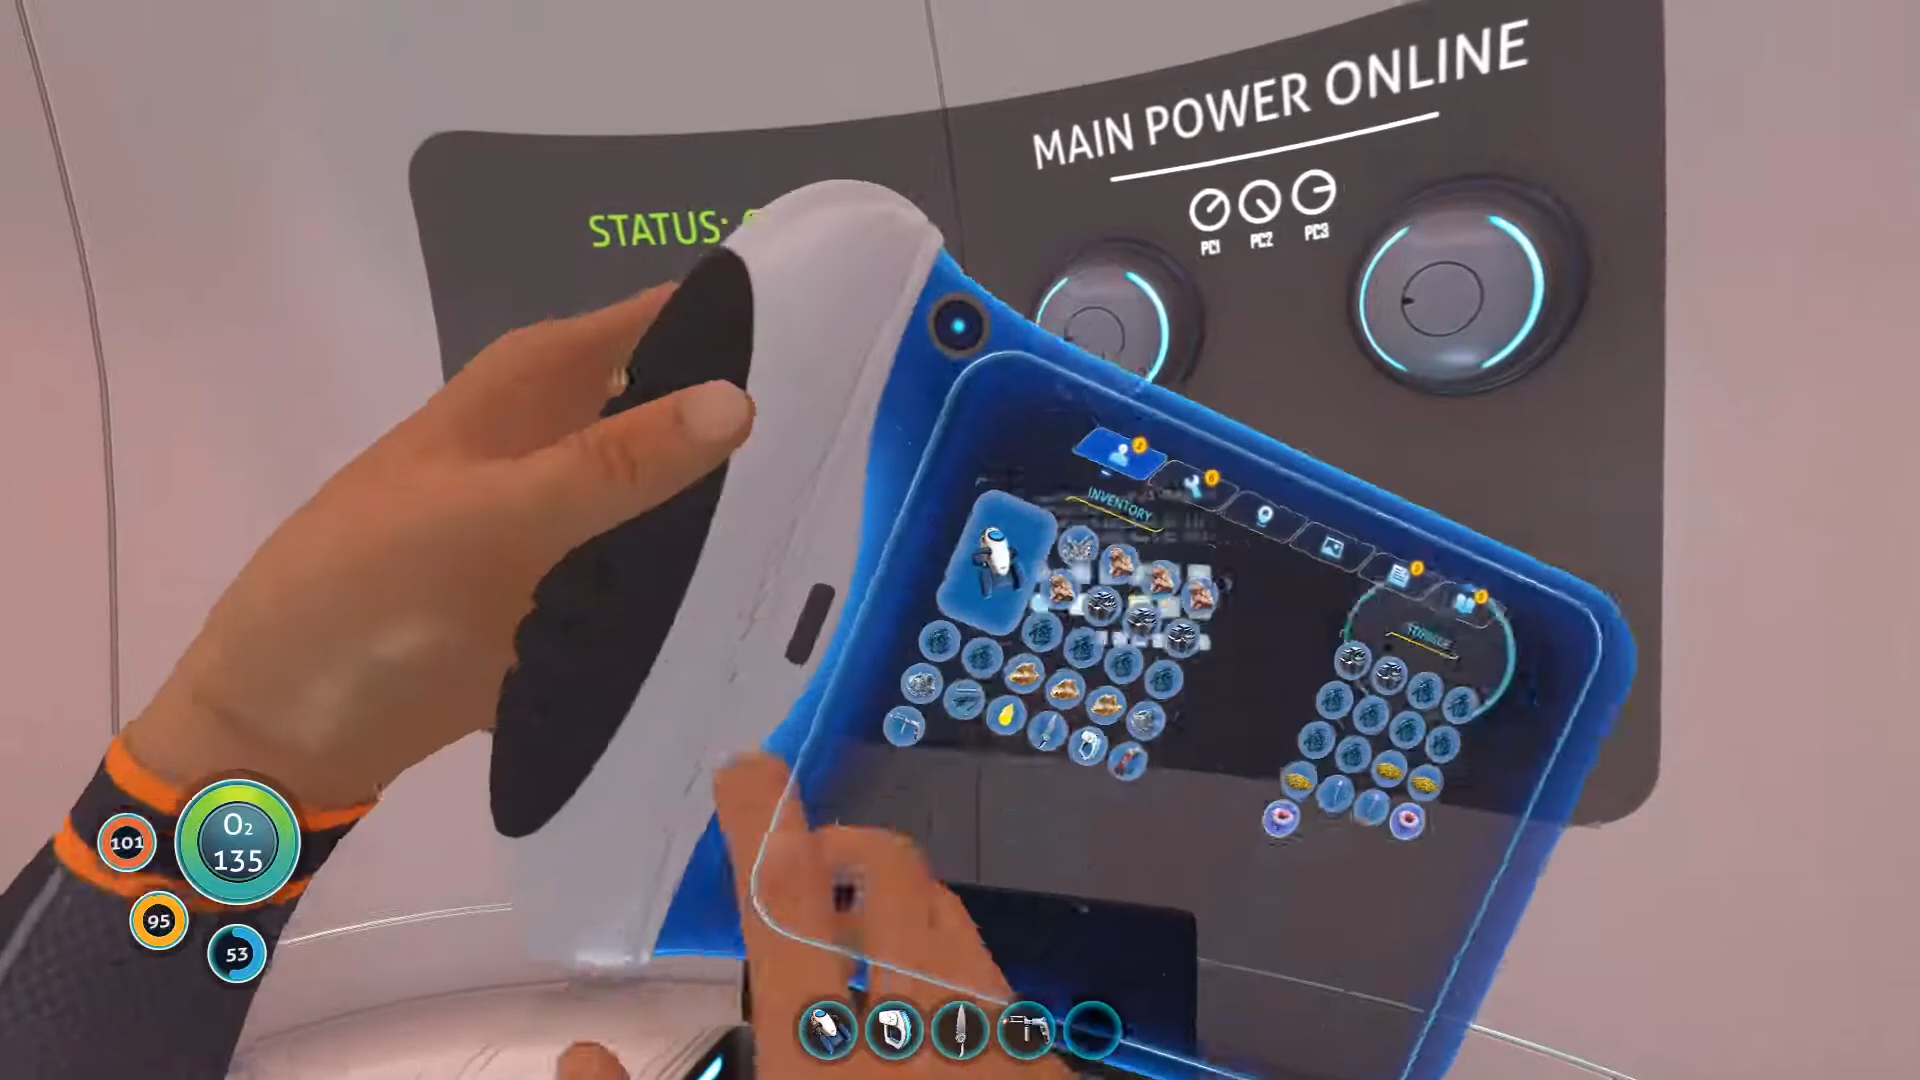 MAIN POWER ONLINE
STATUS:
PC1 PC2 PC3
INVENTORY
O2
135
101
95
53